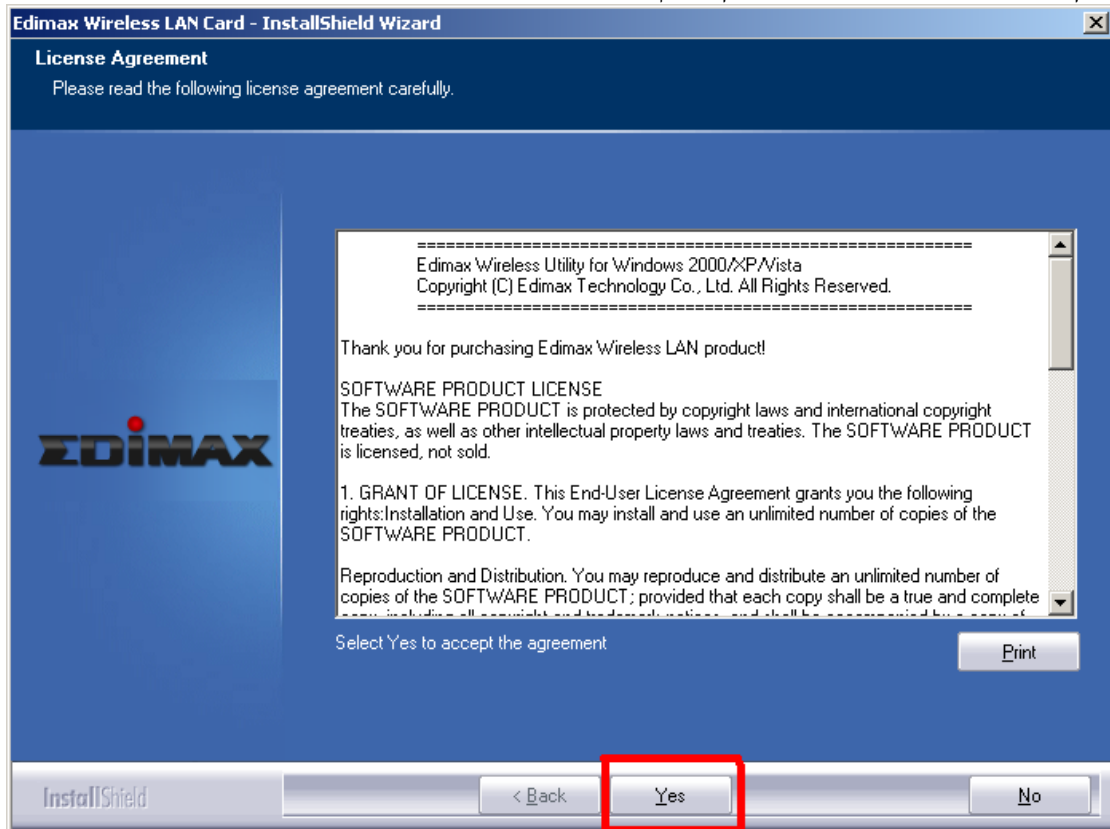 Edimax Wireless LAN Card - InstallShield Wizard
License Agreement
Please read the following license agreement carefully.
==========================================================
Edimax Wireless Utility for Windows 2000/XP/Vista
Copyright (C) Edimax Technology Co., Ltd. All Rights Reserved.
==========================================================
Thank you for purchasing Edimax Wireless LAN product!
SOFTWARE PRODUCT LICENSE
The SOFTWARE PRODUCT is protected by copyright laws and international copyright
treaties, as well as other intellectual property laws and treaties. The SOFTWARE PRODUCT
is licensed, not sold.
1. GRANT OF LICENSE. This End-User License Agreement grants you the following
rights:Installation and Use. You may install and use an unlimited number of copies of the
SOFTWARE PRODUCT.
Reproduction and Distribution. You may reproduce and distribute an unlimited number of
copies of the SOFTWARE PRODUCT; provided that each copy shall be a true and complete
EDIMAX
Select Yes to accept the agreement
Print
InstallShield
< Back
Yes
No